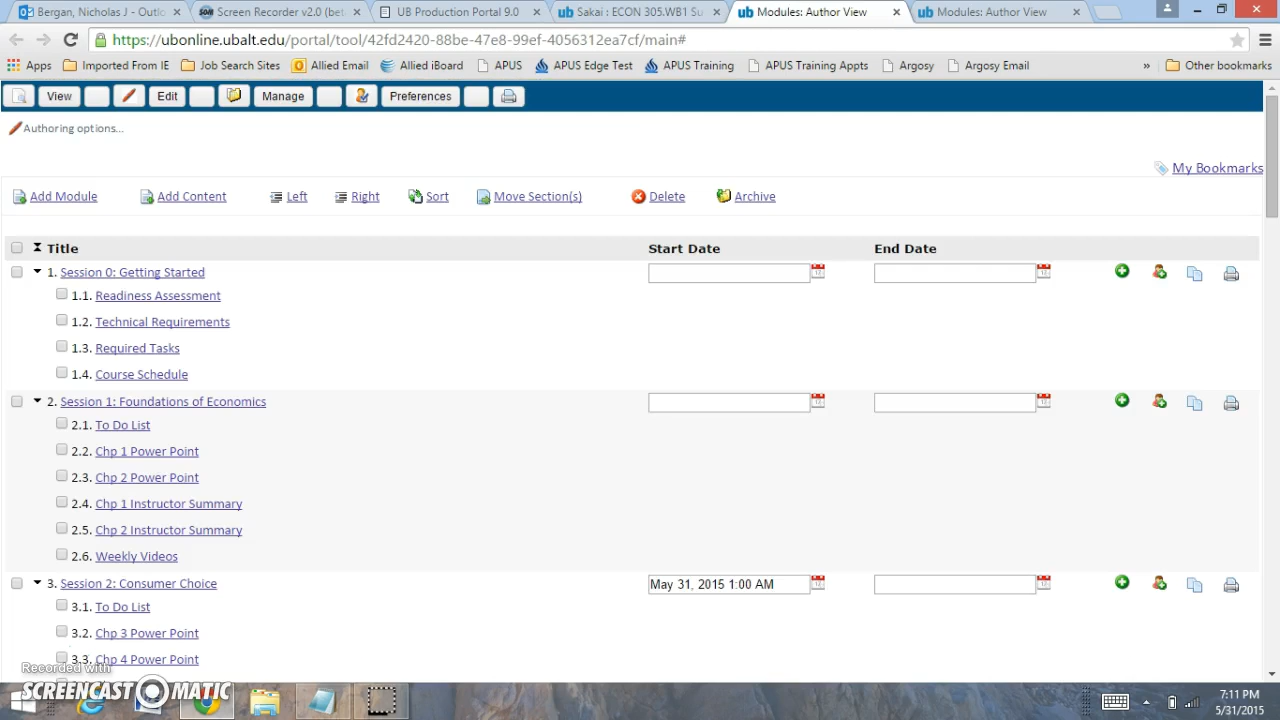 Bergan, Nicholas J - Outlo
Screen Recorder v2.0 (bet
UB Production Portal 9.0
Sakai : ECON 305.WB1 Su
Modules: Author View
Modules: Author View
https://ubonline.ubalt.edu/portal/tool/42fd2420-88be-47e8-99ef-4056312ea7cf/main#
Apps Imported From IE Job Search Sites Allied Email Allied iBoard APUS APUS Edge Test APUS Training APUS Training Appts Argosy Argosy Email » Other bookmarks
View Edit Manage Preferences
Authoring options...
My Bookmarks
Add Module Add Content Left Right Sort Move Section(s) Delete Archive
Title Start Date End Date
1. Session 0: Getting Started
1.1. Readiness Assessment
1.2. Technical Requirements
1.3. Required Tasks
1.4. Course Schedule
2. Session 1: Foundations of Economics
2.1. To Do List
2.2. Chp 1 Power Point
2.3. Chp 2 Power Point
2.4. Chp 1 Instructor Summary
2.5. Chp 2 Instructor Summary
2.6. Weekly Videos
3. Session 2: Consumer Choice May 31, 2015 1:00 AM
3.1. To Do List
3.2. Chp 3 Power Point
3.3. Chp 4 Power Point
Recorded with
SCREENCAST O MATIC
7:11 PM
5/31/2015